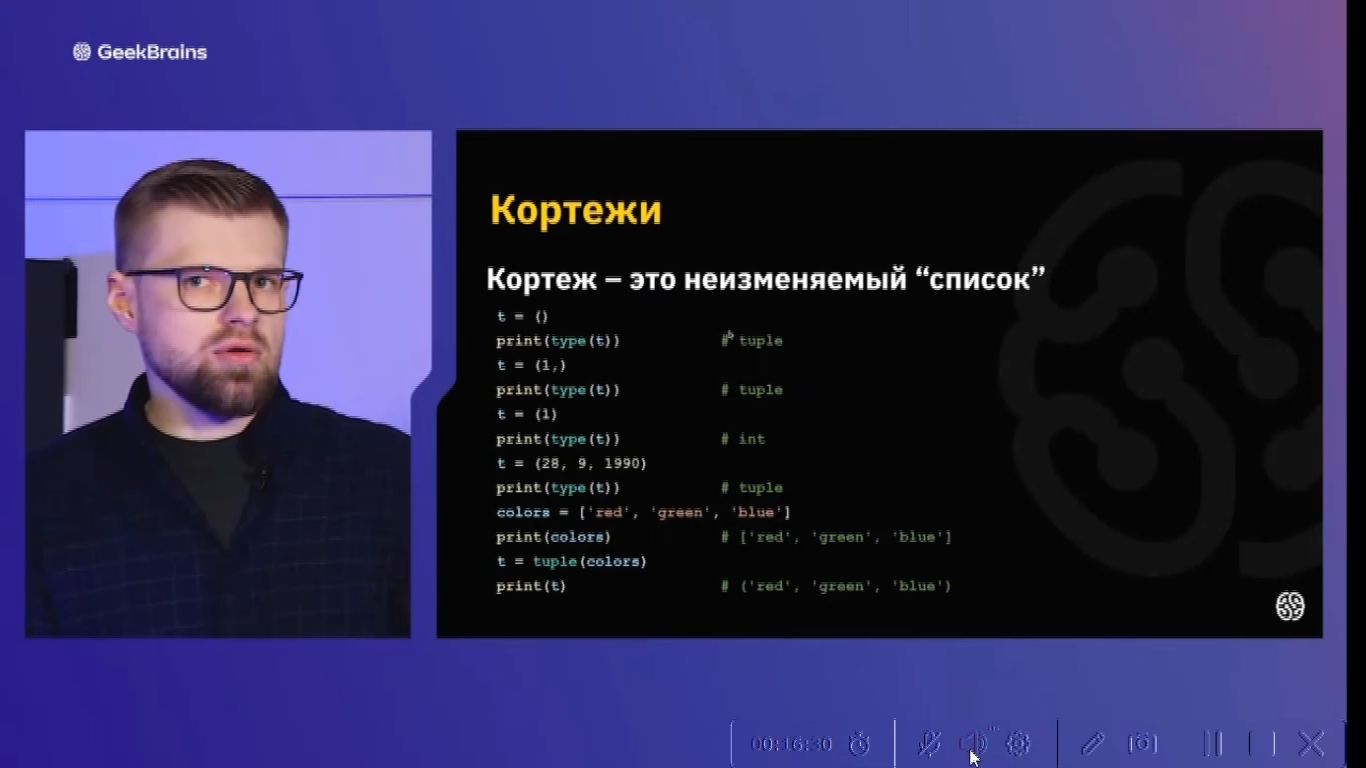 GeekBrains
Кортежи
Кортеж – это неизменяемый “список”
t = ()
print(type(t)) # tuple
t = (1,)
print(type(t)) # tuple
t = (1)
print(type(t)) # int
t = (28, 9, 1990)
print(type(t)) # tuple
colors = ['red', 'green', 'blue']
print(colors) # ['red', 'green', 'blue']
t = tuple(colors)
print(t) # ('red', 'green', 'blue')
00:16:30